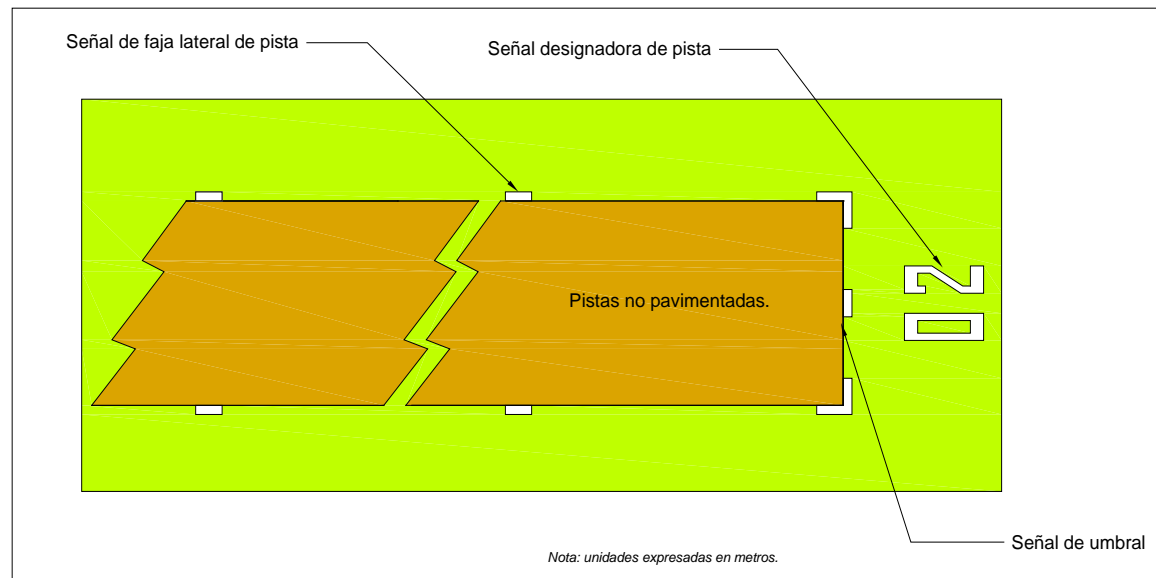 Señal de faja lateral de pista
Señal designadora de pista
Pistas no pavimentadas.
02
Señal de umbral
Nota: unidades expresadas en metros.